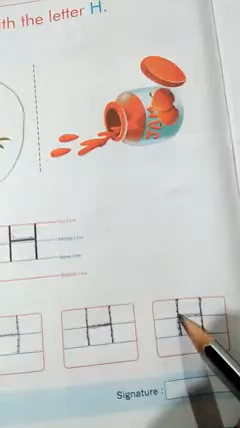 th the letter H.
Top Line
Middle Line
Base Line
Bottom Line
H
H
H
Signature :